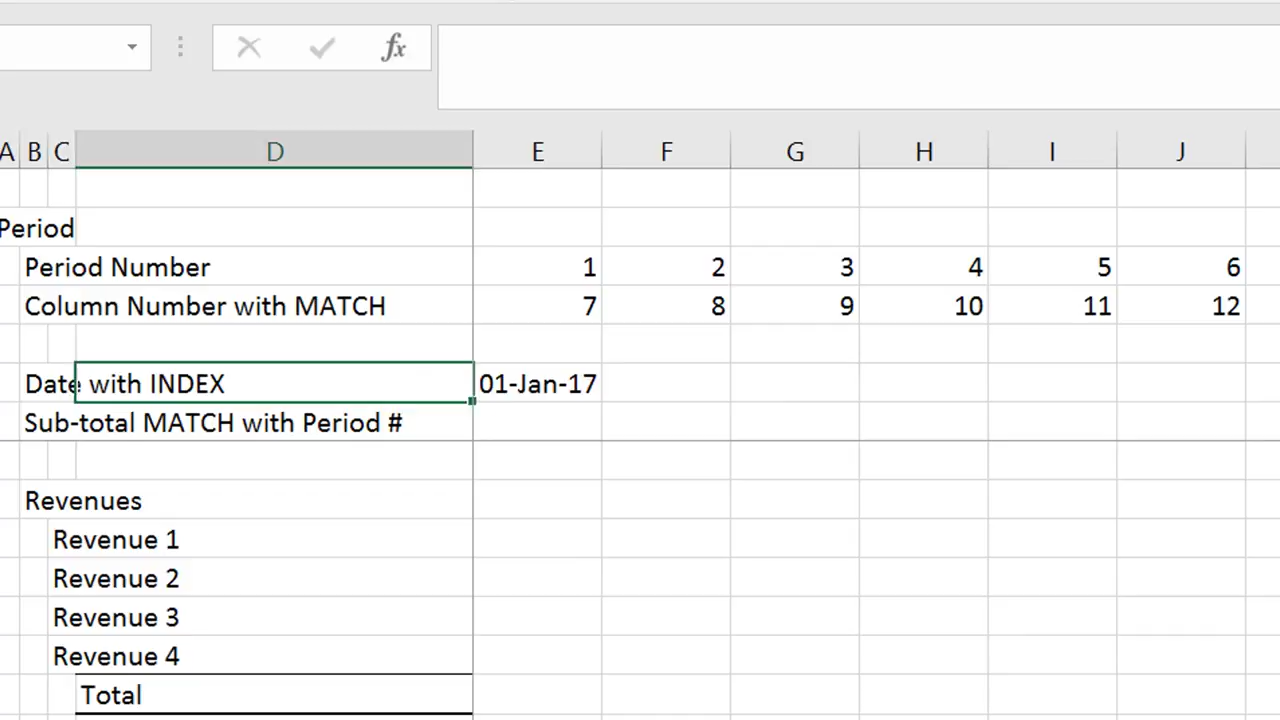 fx
A B C D E F G H I J
Period
Period Number 1 2 3 4 5 6
Column Number with MATCH 7 8 9 10 11 12
Date with INDEX 01-Jan-17
Sub-total MATCH with Period #
Revenues
Revenue 1
Revenue 2
Revenue 3
Revenue 4
Total